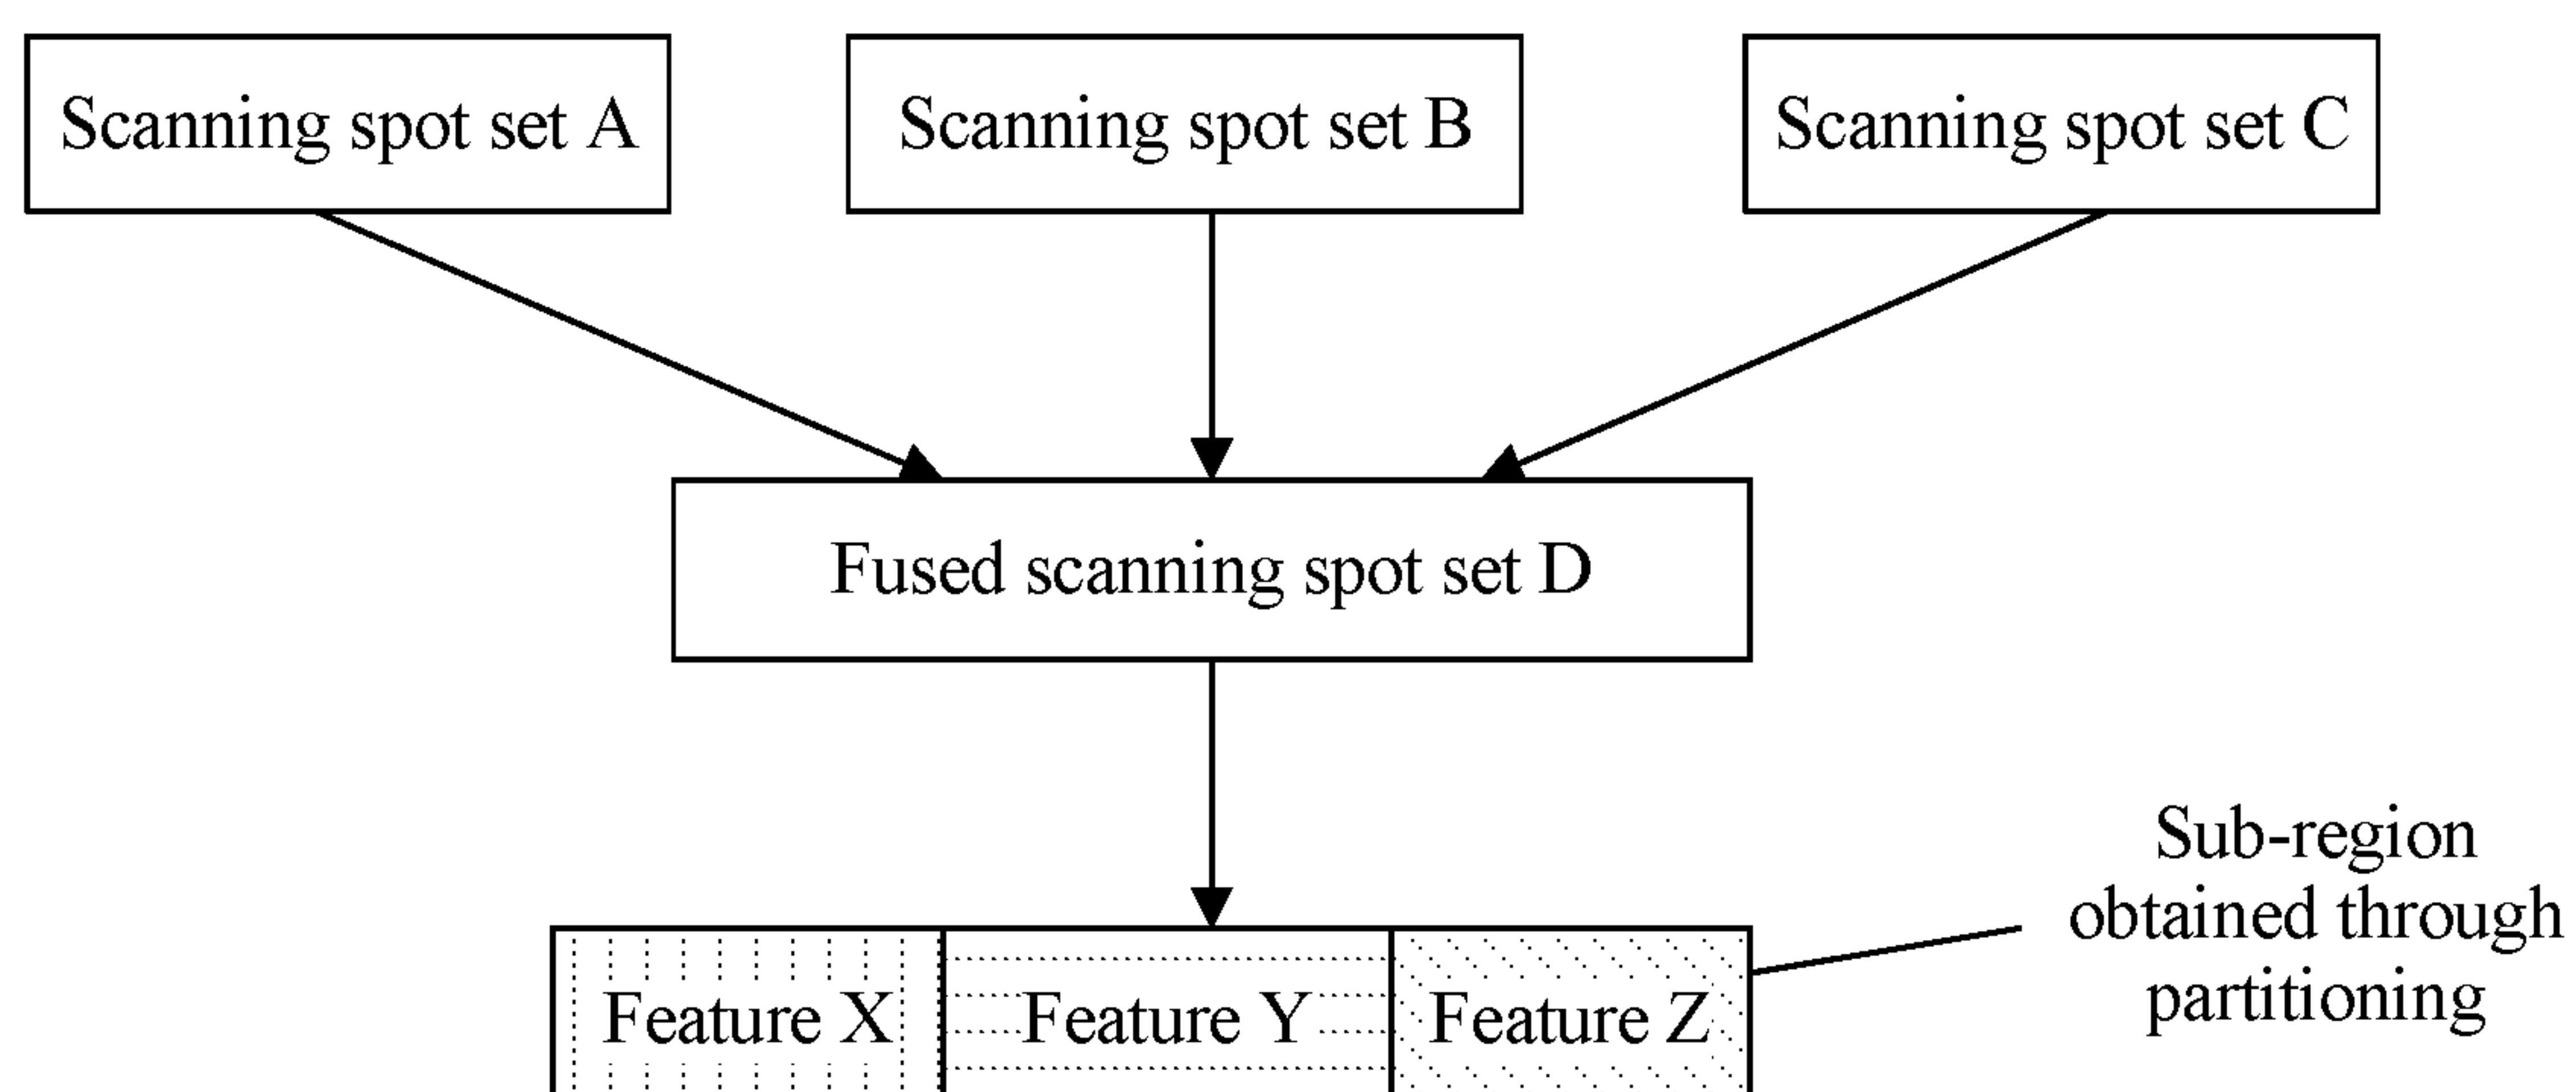 Scanning spot set A
Scanning spot set B
Scanning spot set C
Fused scanning spot set D
Sub-region
obtained through
partitioning
Feature X
Feature Y
Feature Z